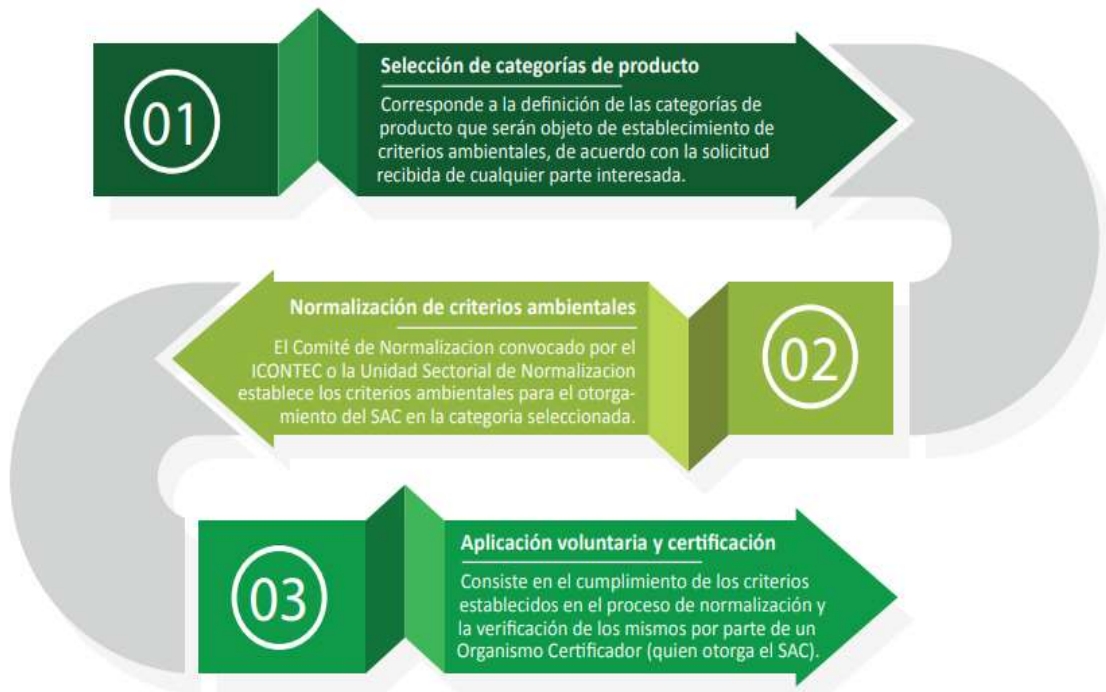 01
Selección de categorías de producto
Corresponde a la definición de las categorías de
producto que serán objeto de establecimiento de
criterios ambientales, de acuerdo con la solicitud
recibida de cualquier parte interesada.
Normalización de criterios ambientales
El Comité de Normalizacion convocado por el
ICONTEC o la Unidad Sectorial de Normalizacion
establece los criterios ambientales para el otorga-
miento del SAC en la categoria seleccionada.
02
03
Aplicación voluntaria y certificación
Consiste en el cumplimiento de los criterios
establecidos en el proceso de normalización y
la verificación de los mismos por parte de un
Organismo Certificador (quien otorga el SAC).